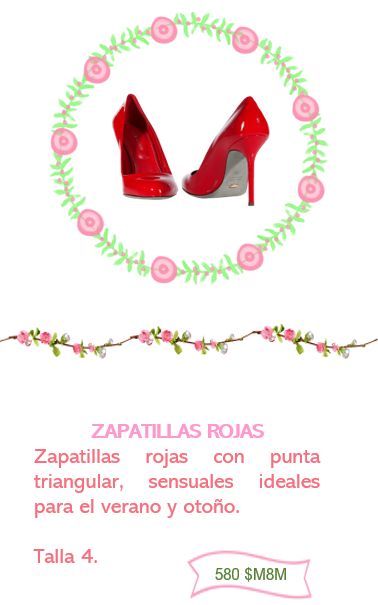 ZAPATILLAS ROJAS
Zapatillas rojas con punta
triangular, sensuales ideales
para el verano y otoño.
Talla 4.
580 $M8M